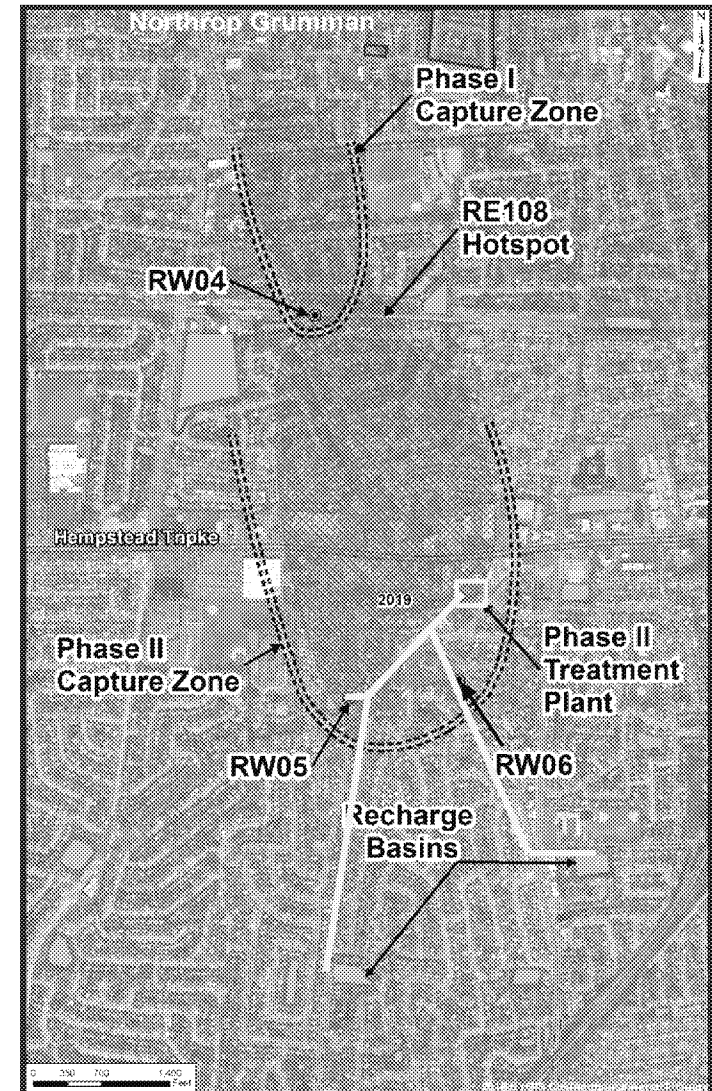 Northrop Grumman
N
Phase I
Capture Zone
RE108
Hotspot
RW04
Hempstead Tnpke
2019
Phase II
Capture Zone
Phase II
Treatment
Plant
RW05
RW06
Recharge
Basins
0 350 700 1,400
Feet